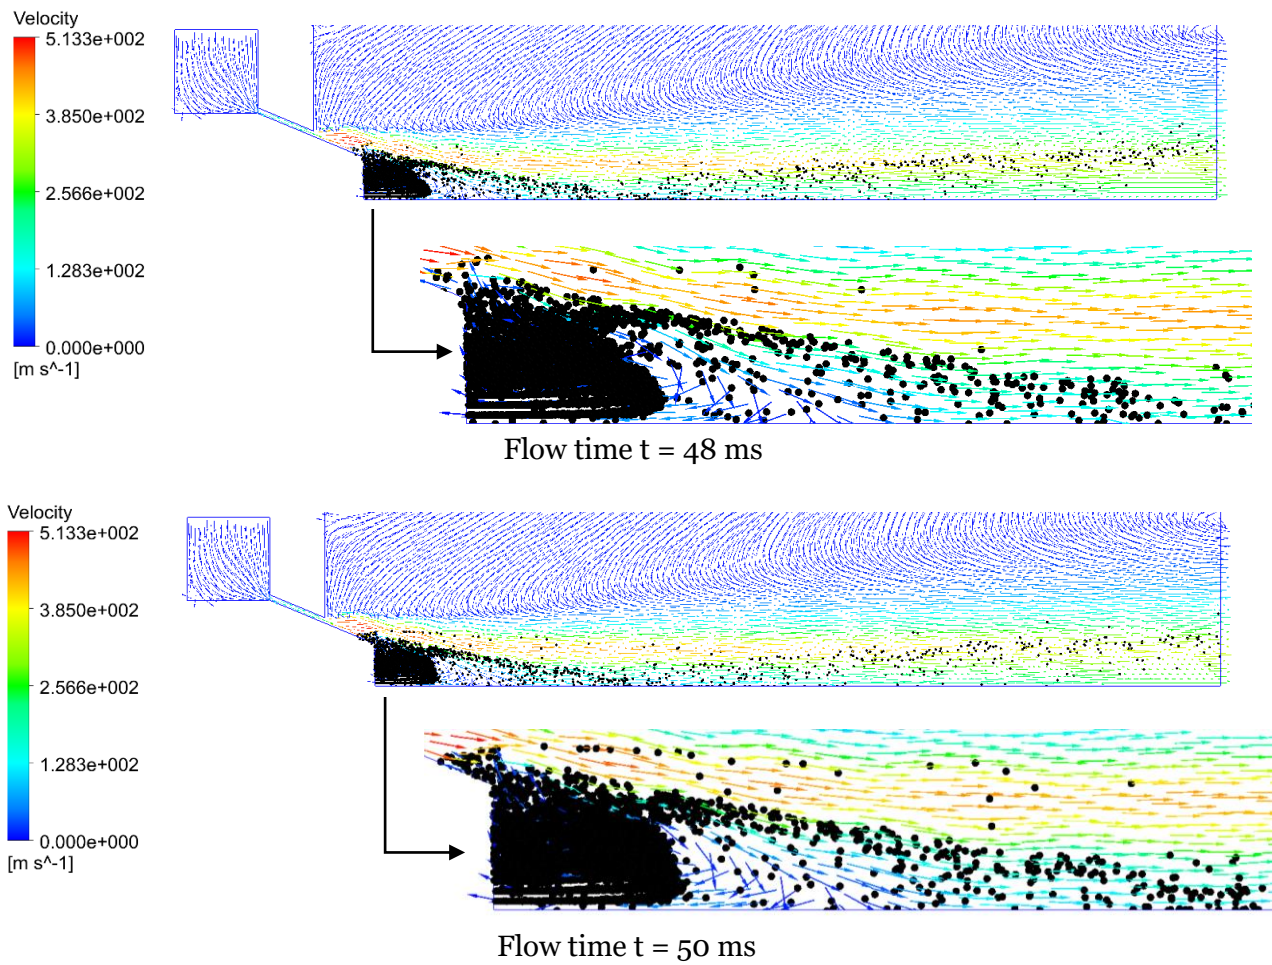 Velocity
5.133e+002
3.850e+002
2.566e+002
1.283e+002
0.000e+000
[m s^-1]
Flow time t = 48 ms
Velocity
5.133e+002
3.850e+002
2.566e+002
1.283e+002
0.000e+000
[m s^-1]
Flow time t = 50 ms